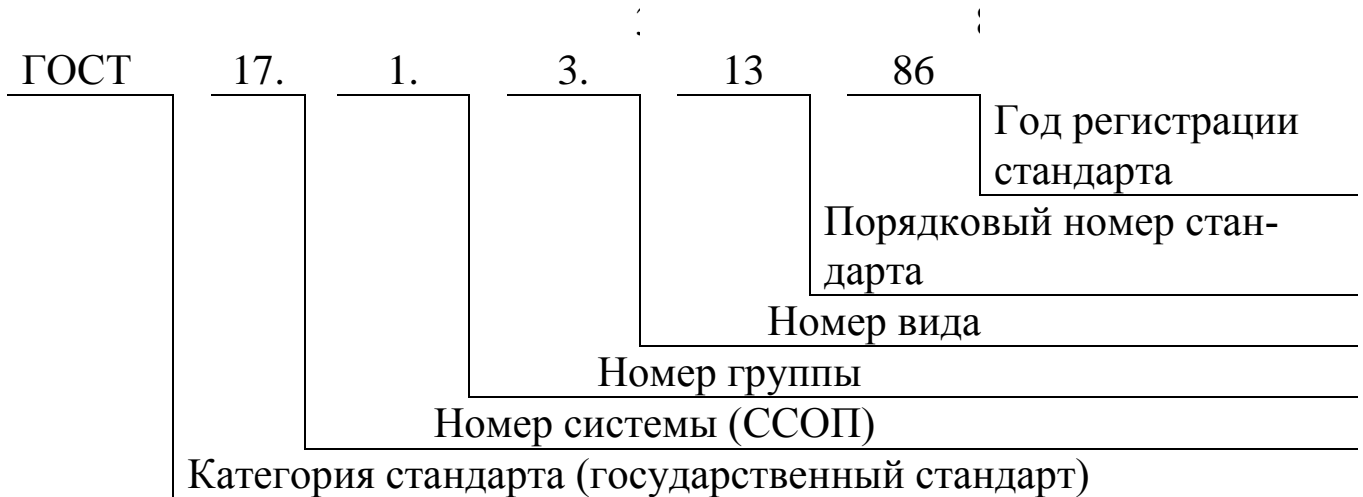 ГОСТ 17. 1. 3. 13 86
Год регистрации
стандарта
Порядковый номер стан-
дарта
Номер вида
Номер группы
Номер системы (ССОП)
Категория стандарта (государственный стандарт)